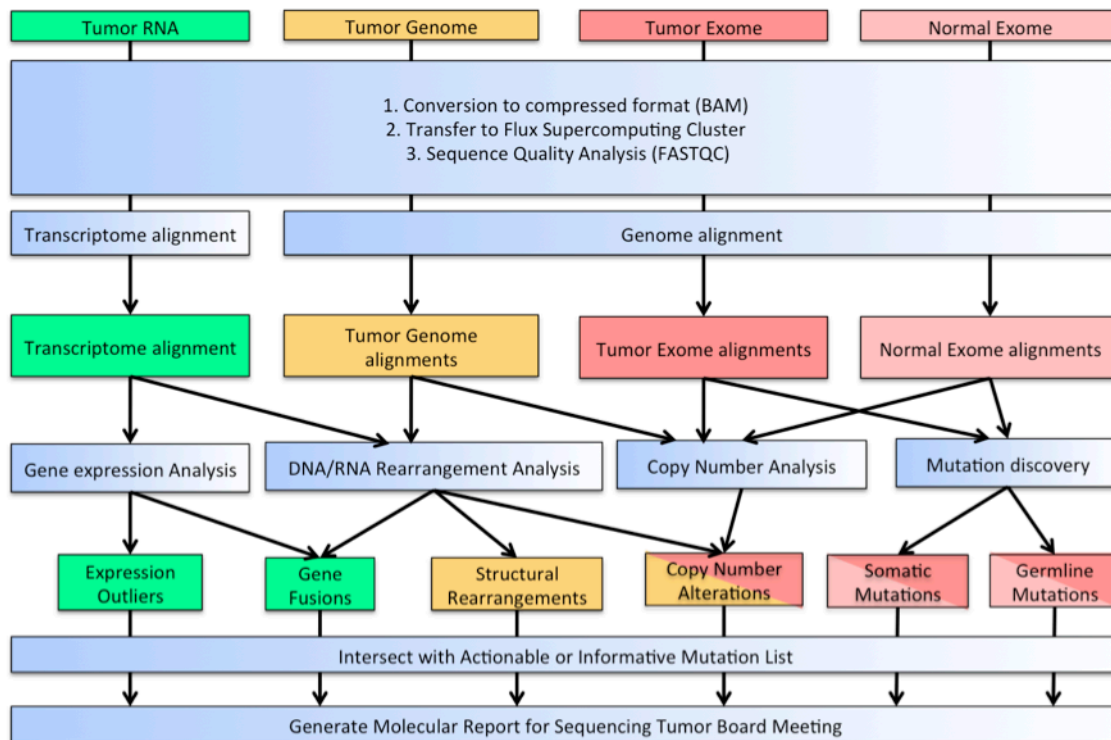 Tumor RNA
Tumor Genome
Tumor Exome
Normal Exome
1. Conversion to compressed format (BAM)
2. Transfer to Flux Supercomputing Cluster
3. Sequence Quality Analysis (FASTQC)
Transcriptome alignment
Genome alignment
Transcriptome alignment
Tumor Genome
alignments
Tumor Exome alignments
Normal Exome alignments
Gene expression Analysis
DNA/RNA Rearrangement Analysis
Copy Number Analysis
Mutation discovery
Expression
Outliers
Gene
Fusions
Structural
Rearrangements
Copy Number
Alterations
Somatic
Mutations
Germline
Mutations
Intersect with Actionable or Informative Mutation List
Generate Molecular Report for Sequencing Tumor Board Meeting